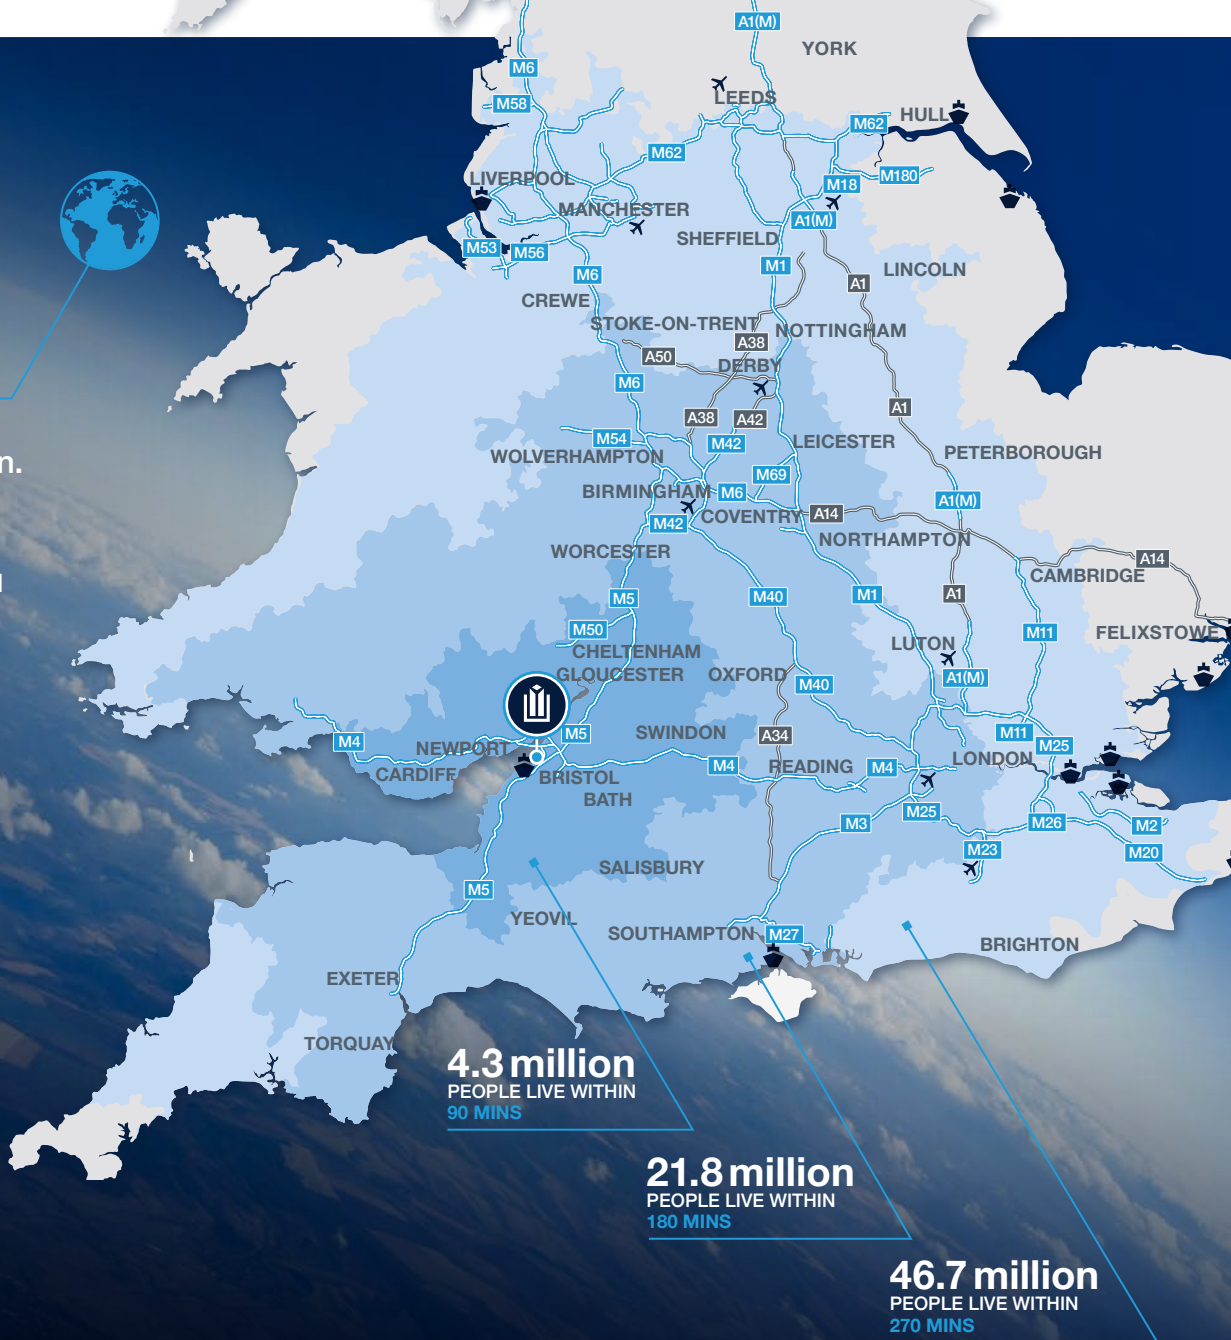 A1(M)
YORK
M6
LEEDS
M58
HULL
M62
M62
LIVERPOOL
M180
M18
MANCHESTER
A1(M)
SHEFFIELD
M53
M56
M1
LINCOLN
M6
A1
CREWE
STOKE-ON-TRENT
NOTTINGHAM
A38
A50
DERBY
M6
A1
A38
A42
M54
M42
LEICESTER
WOLVERHAMPTON
PETERBOROUGH
n.
M69
BIRMINGHAM
M6
A1(M)
M42
COVENTRY
A14
NORTHAMPTON
WORCESTER
A14
CAMBRIDGE
M5
M40
M1
A1
M50
M11
FELIXSTOWE
CHELTENHAM
LUTON
GLOUCESTER
OXFORD
A1(M)
M40
M5
SWINDON
A34
M11
M4
NEWPORT
M25
M4
READING
M4
LONDON
CARDIFF
BRISTOL
BATH
M25
M3
M26
M2
M23
M20
SALISBURY
M5
YEOVIL
SOUTHAMPTON
M27
BRIGHTON
EXETER
TORQUAY
4.3 million
PEOPLE LIVE WITHIN
90 MINS
21.8 million
PEOPLE LIVE WITHIN
180 MINS
46.7 million
PEOPLE LIVE WITHIN
270 MINS